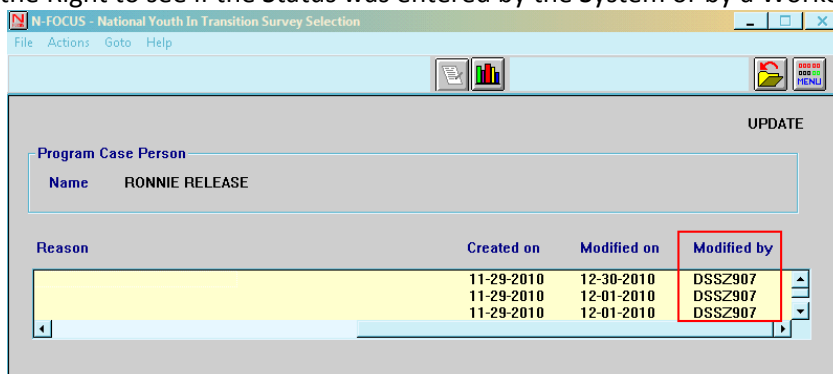 the Right to see if the Status was entered by the System or by a Worke
N-FOCUS - National Youth In Transition Survey Selection
File Actions Goto Help
MENU
UPDATE
Program Case Person
Name RONNIE RELEASE
Reason Created on Modified on Modified by
11-29-2010 12-30-2010 DSSZ907
11-29-2010 12-01-2010 DSSZ907
11-29-2010 12-01-2010 DSSZ907